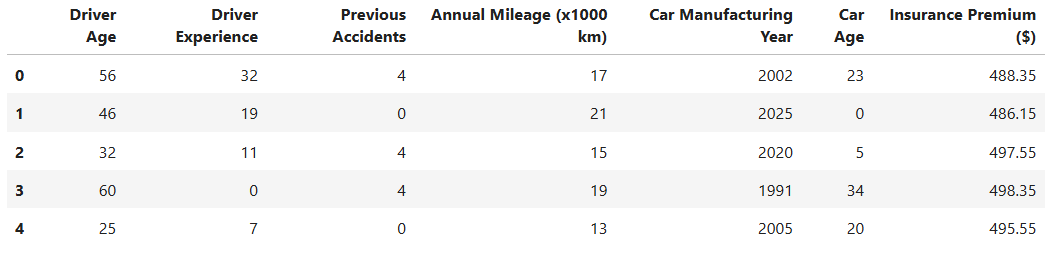 Driver Age Driver Experience Previous Accidents Annual Mileage (x1000 km) Car Manufacturing Year Car Age Insurance Premium ($)
0 56 32 4 17 2002 23 488.35
1 46 19 0 21 2025 0 486.15
2 32 11 4 15 2020 5 497.55
3 60 0 4 19 1991 34 498.35
4 25 7 0 13 2005 20 495.55